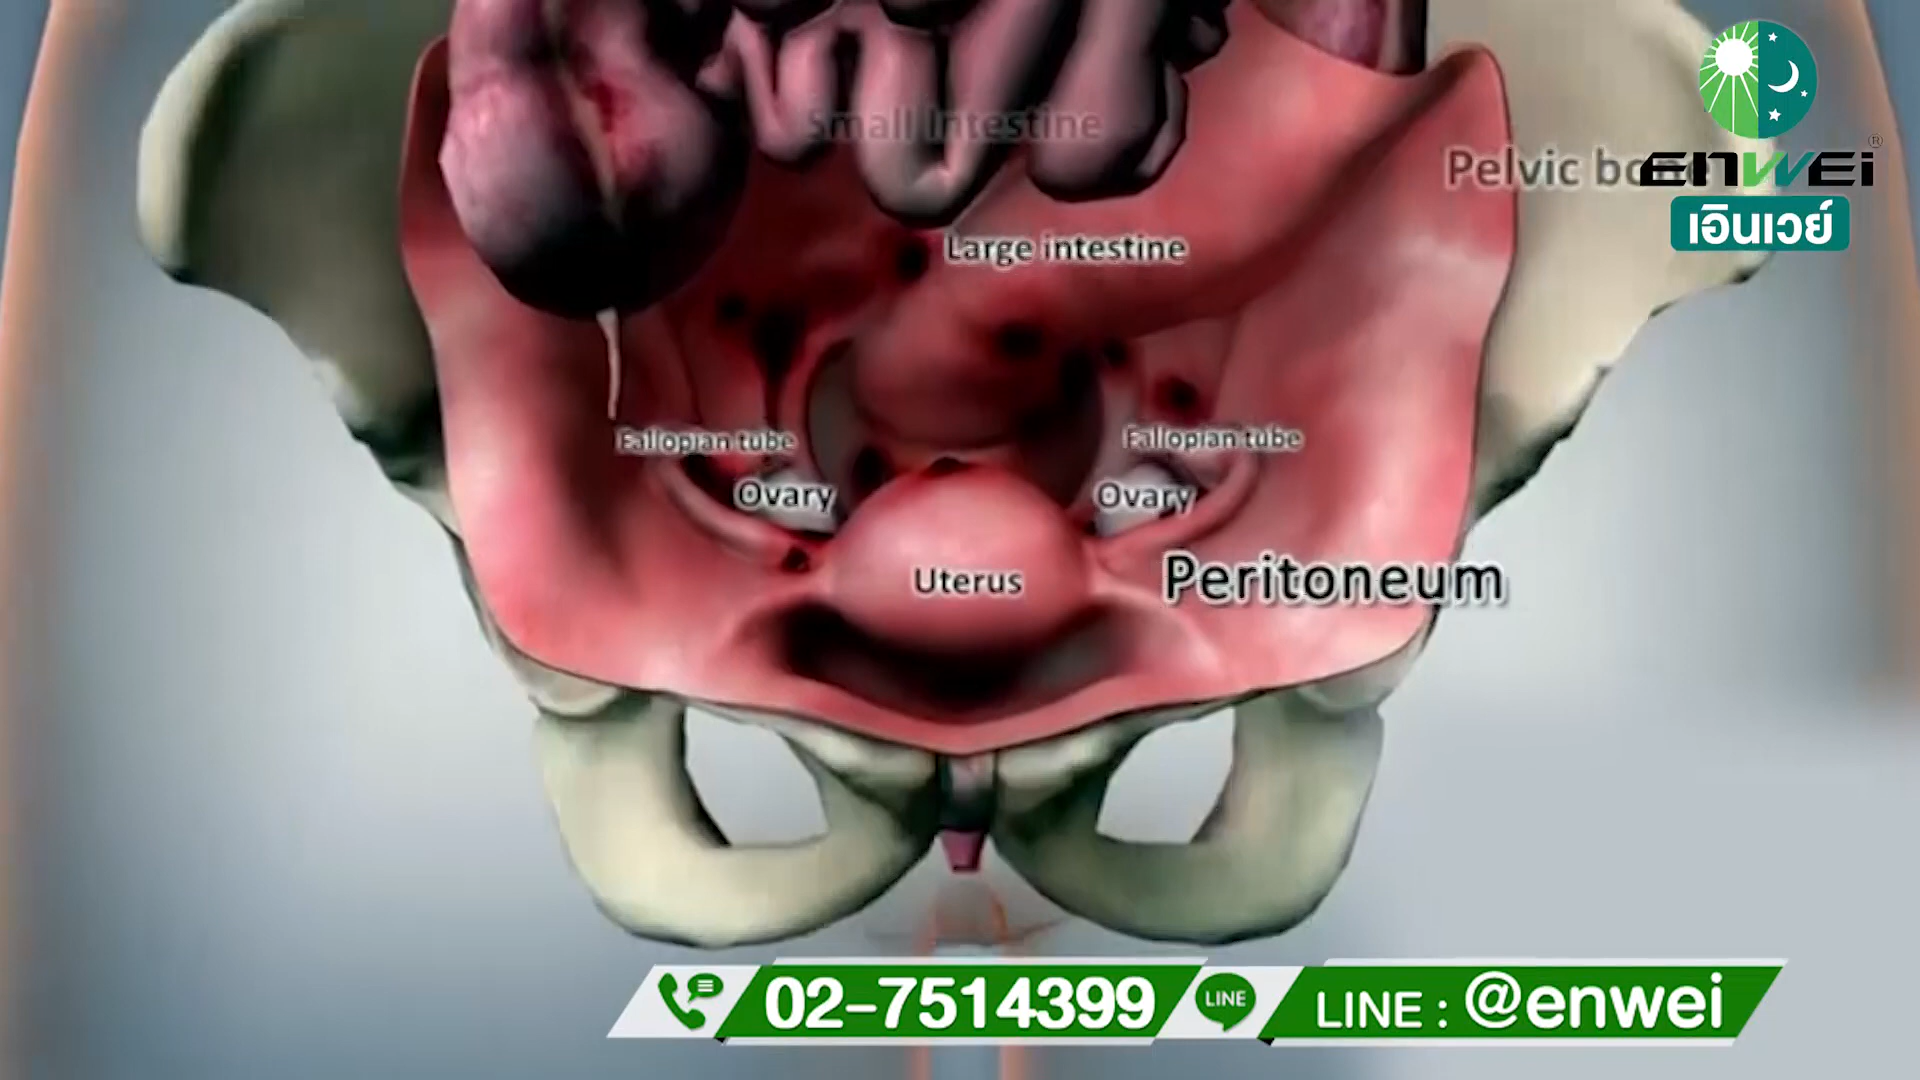 Small Intestine
Pelvic bone
ENWEI ®
เอินเวย์
Large intestine
Fallopian tube
Fallopian tube
Ovary
Ovary
Uterus
Peritoneum
02-7514399
LINE
LINE : @enwei